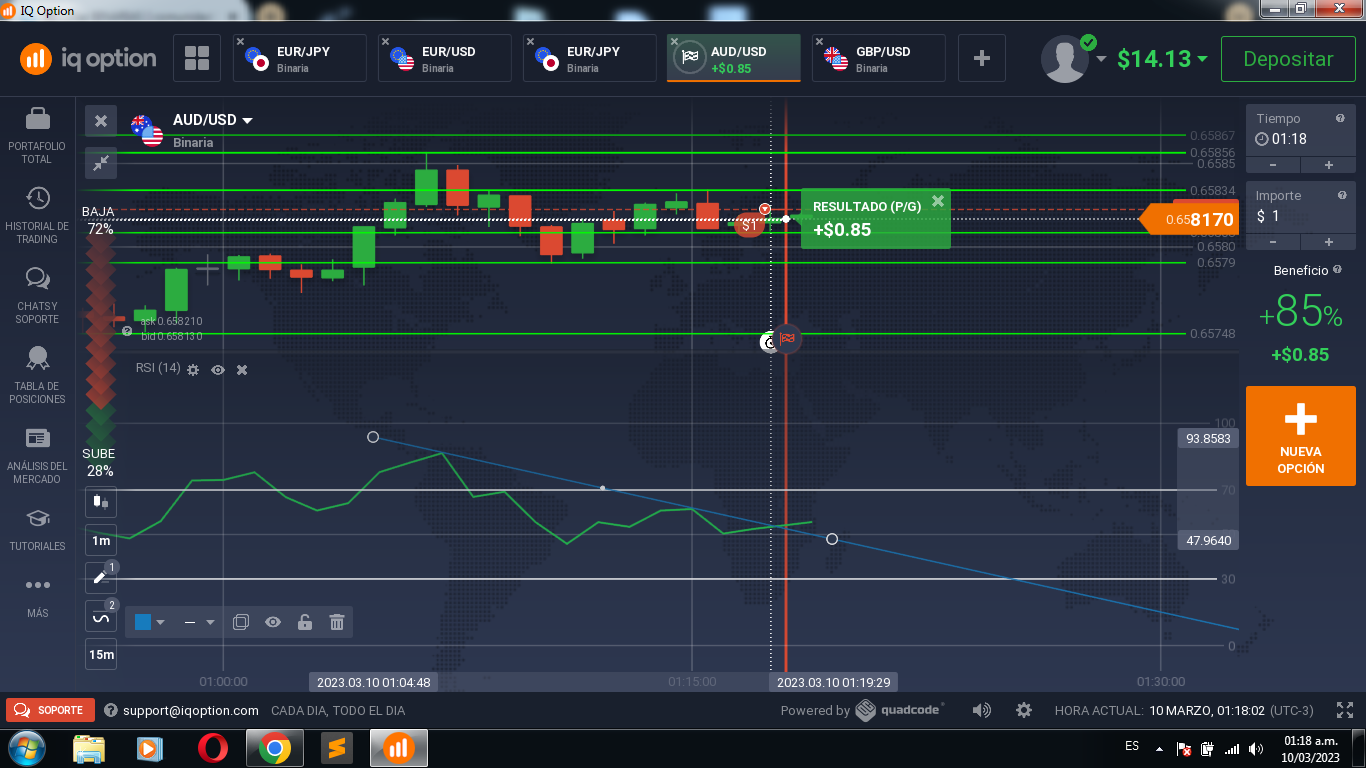 IQ Option
iq option
EUR/JPY
Binaria
EUR/USD
Binaria
EUR/JPY
Binaria
AUD/USD
+$0.85
GBP/USD
Binaria
$14.13
Depositar
PORTAFOLIO
TOTAL
HISTORIAL DE
TRADING
CHATS Y
SOPORTE
TABLA DE
POSICIONES
ANÁLISIS DEL
MERCADO
TUTORIALES
MÁS
AUD/USD
Binaria
BAJA
72%
ask 0.658210
bid 0.658130
RSI (14)
SUBE
28%
1m
1
2
15m
$1
RESULTADO (P/G)
+$0.85
0.65867
0.65856
0.6585
0.65834
0.658170
0.6580
0.6579
0.65748
100
93.8583
70
47.9640
30
0
01:00:00
01:15:00
01:30:00
2023.03.10 01:04:48
2023.03.10 01:19:29
Tiempo
01:18
- +
Importe
$ 1
- +
Beneficio
+85%
+$0.85
NUEVA
OPCIÓN
SOPORTE
support@iqoption.com
CADA DIA, TODO EL DIA
Powered by quadcode
HORA ACTUAL: 10 MARZO, 01:18:02 (UTC-3)
ES
01:18 a.m.
10/03/2023